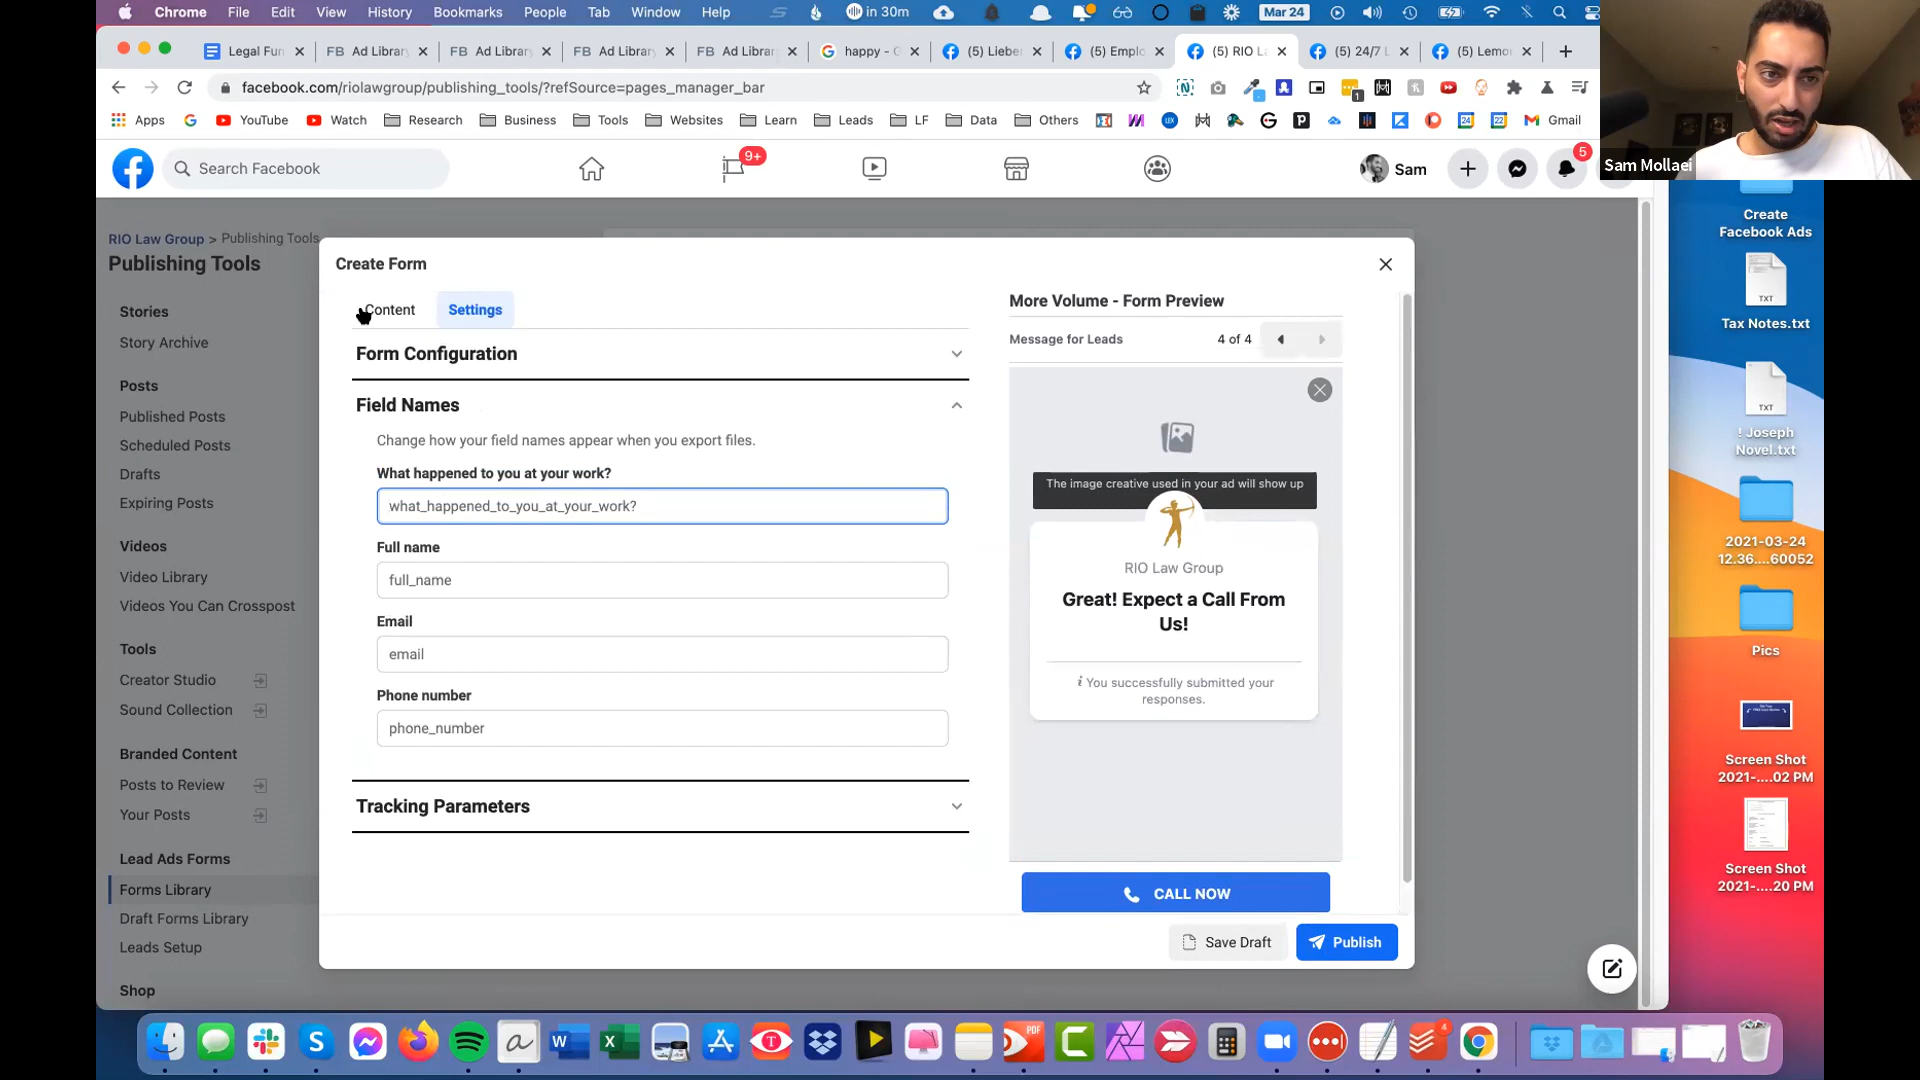 Chrome File Edit View History Bookmarks People Tab Window Help in 30m Mar 24
Legal Fun FB Ad Library FB Ad Library FB Ad Library FB Ad Library happy - G (5) Liebe (5) Emplo (5) RIO La (5) 24/7 L (5) Lemo
facebook.com/riolawgroup/publishing_tools/?refSource=pages_manager_bar
Apps YouTube Watch Research Business Tools Websites Learn Leads LF Data Others Gmail
Sam Mollaei
Search Facebook
9+
Sam
5
RIO Law Group > Publishing Tools
Publishing Tools
Stories
Story Archive
Posts
Published Posts
Scheduled Posts
Drafts
Expiring Posts
Videos
Video Library
Videos You Can Crosspost
Tools
Creator Studio
Sound Collection
Branded Content
Posts to Review
Your Posts
Lead Ads Forms
Forms Library
Draft Forms Library
Leads Setup
Shop
Create Form
Content Settings
Form Configuration
Field Names
Change how your field names appear when you export files.
What happened to you at your work?
what_happened_to_you_at_your_work?
Full name
full_name
Email
email
Phone number
phone_number
Tracking Parameters
More Volume - Form Preview
Message for Leads 4 of 4
The image creative used in your ad will show up
RIO Law Group
Great! Expect a Call From
Us!
You successfully submitted your
responses.
CALL NOW
Save Draft Publish
Create
Facebook Ads
TXT
Tax Notes.txt
TXT
! Joseph
Novel.txt
2021-03-24
12.36....60052
Pics
Screen Shot
2021-....02 PM
Screen Shot
2021-....20 PM
PDF
4